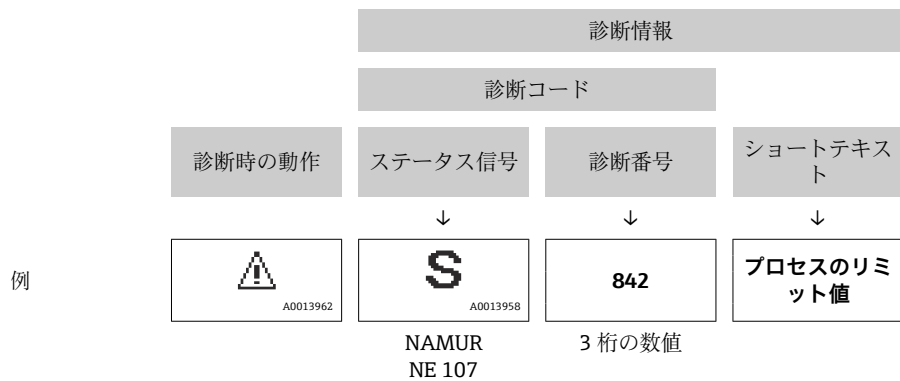 診断情報
診断コード
診断時の動作
ステータス信号
診断番号
ショートテキス
ト
↓
↓
↓
例
A0013962
S
A0013958
842
プロセスのリミ
ット値
NAMUR
NE 107
3 桁の数値